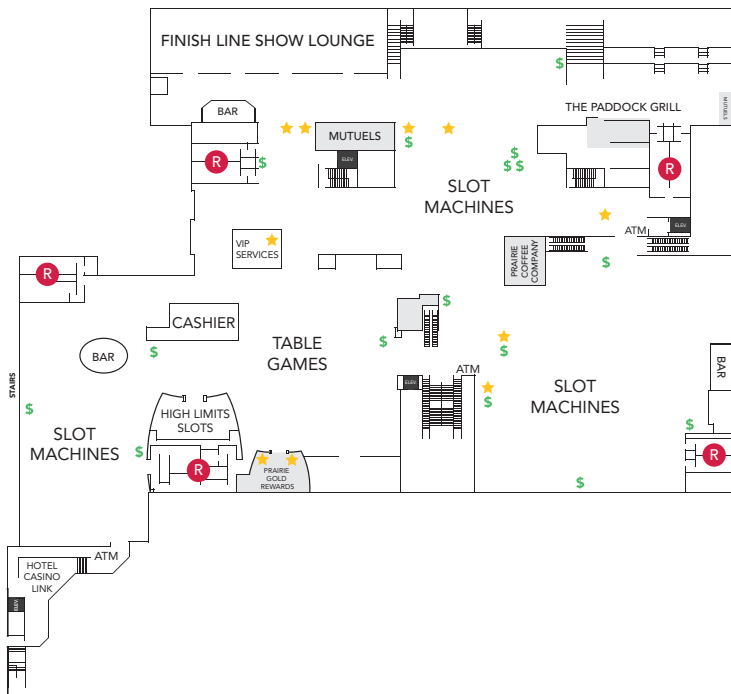 FINISH LINE SHOW LOUNGE
$
BAR
MUTUELS
THE PADDOCK GRILL
MUTUELS
$
$
$ $
R
$
ELEV.
R
SLOT
MACHINES
VIP
SERVICES
ATM
ELEV.
PRAIRIE
COFFEE
COMPANY
$
R
$
CASHIER
$
$
TABLE
GAMES
$
BAR
STAIRS
ATM
ELEV.
BAR
$
SLOT
MACHINES
$
HIGH LIMITS
SLOTS
$
SLOT
MACHINES
$
R
PRAIRIE
GOLD
REWARDS
R
$
ATM
HOTEL
CASINO
LINK
ELEV.